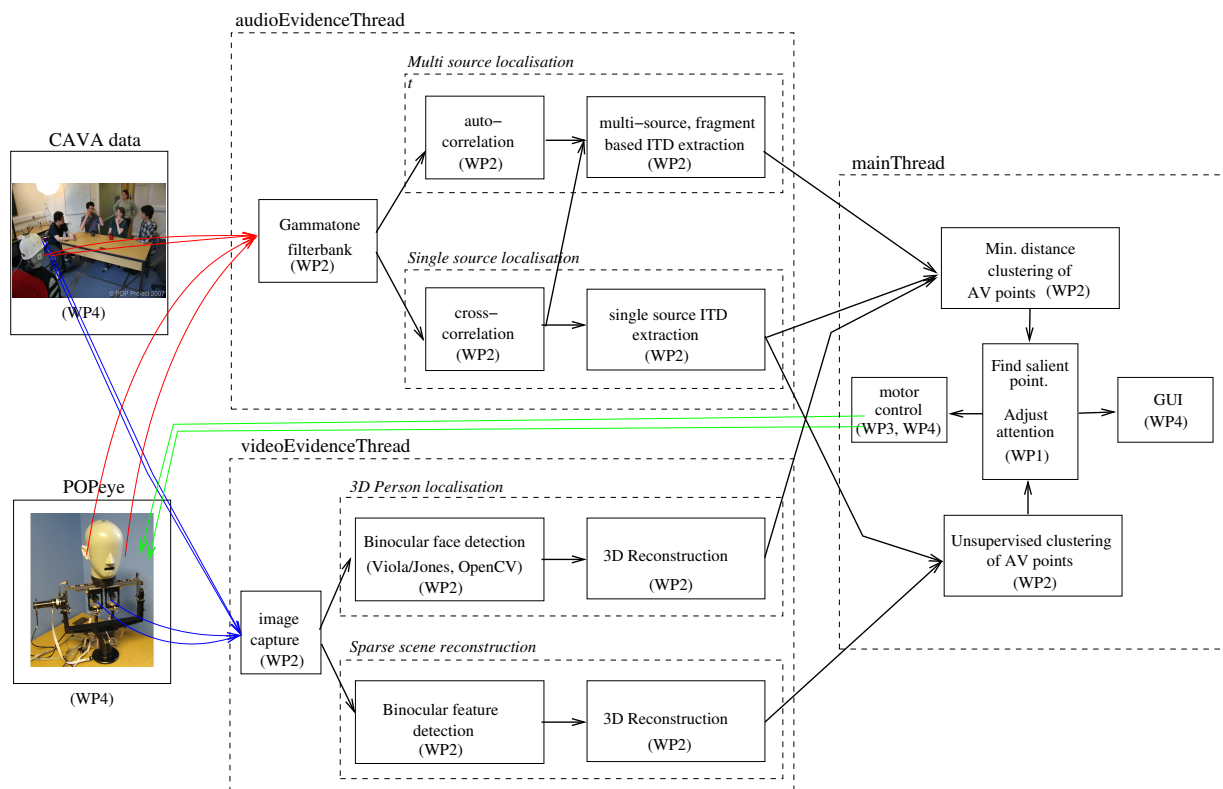 audioEvidenceThread
Multi source localisation
t
auto−
correlation
(WP2)
multi−source, fragment
based ITD extraction
(WP2)
CAVA data
© POP Project 2007
(WP4)
Gammatone
filterbank
(WP2)
Single source localisation
cross−
correlation
(WP2)
single source ITD
extraction
(WP2)
mainThread
Min. distance
clustering of
AV points (WP2)
Find salient
point.
Adjust
attention
(WP1)
motor
control
(WP3, WP4)
GUI
(WP4)
Unsupervised clustering
of AV points
(WP2)
videoEvidenceThread
3D Person localisation
Binocular face detection
(Viola/Jones, OpenCV)
(WP2)
3D Reconstruction
(WP2)
POPeye
(WP4)
image
capture
(WP2)
Sparse scene reconstruction
Binocular feature
detection
(WP2)
3D Reconstruction
(WP2)